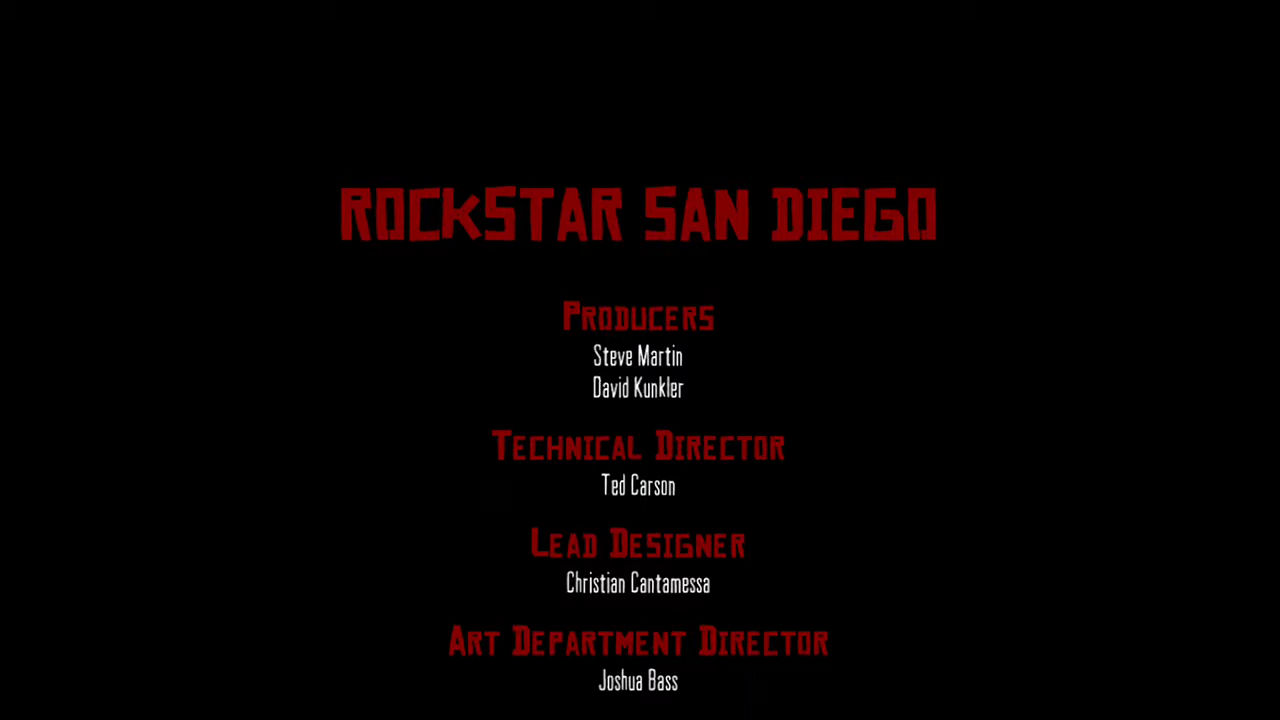 ROCKSTAR SAN DIEGO
PRODUCERS
Steve Martin
David Kunkler
TECHNICAL DIRECTOR
Ted Carson
LEAD DESIGNER
Christian Cantamessa
ART DEPARTMENT DIRECTOR
Joshua Bass